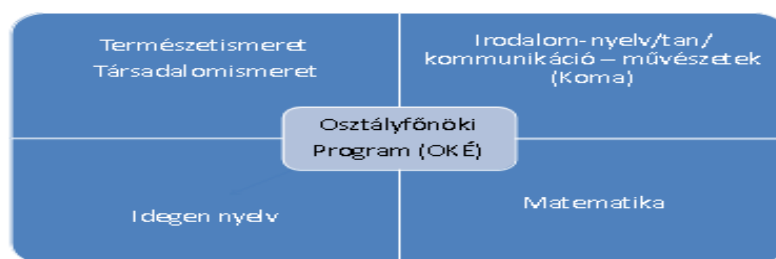 Természetismeret
Társadalomismeret
Irodalom- nyelv/tan/
kommunikáció – művészetek
(Koma)
Osztályfőnöki
Program (OKÉ)
Idegen nyelv
Matematika